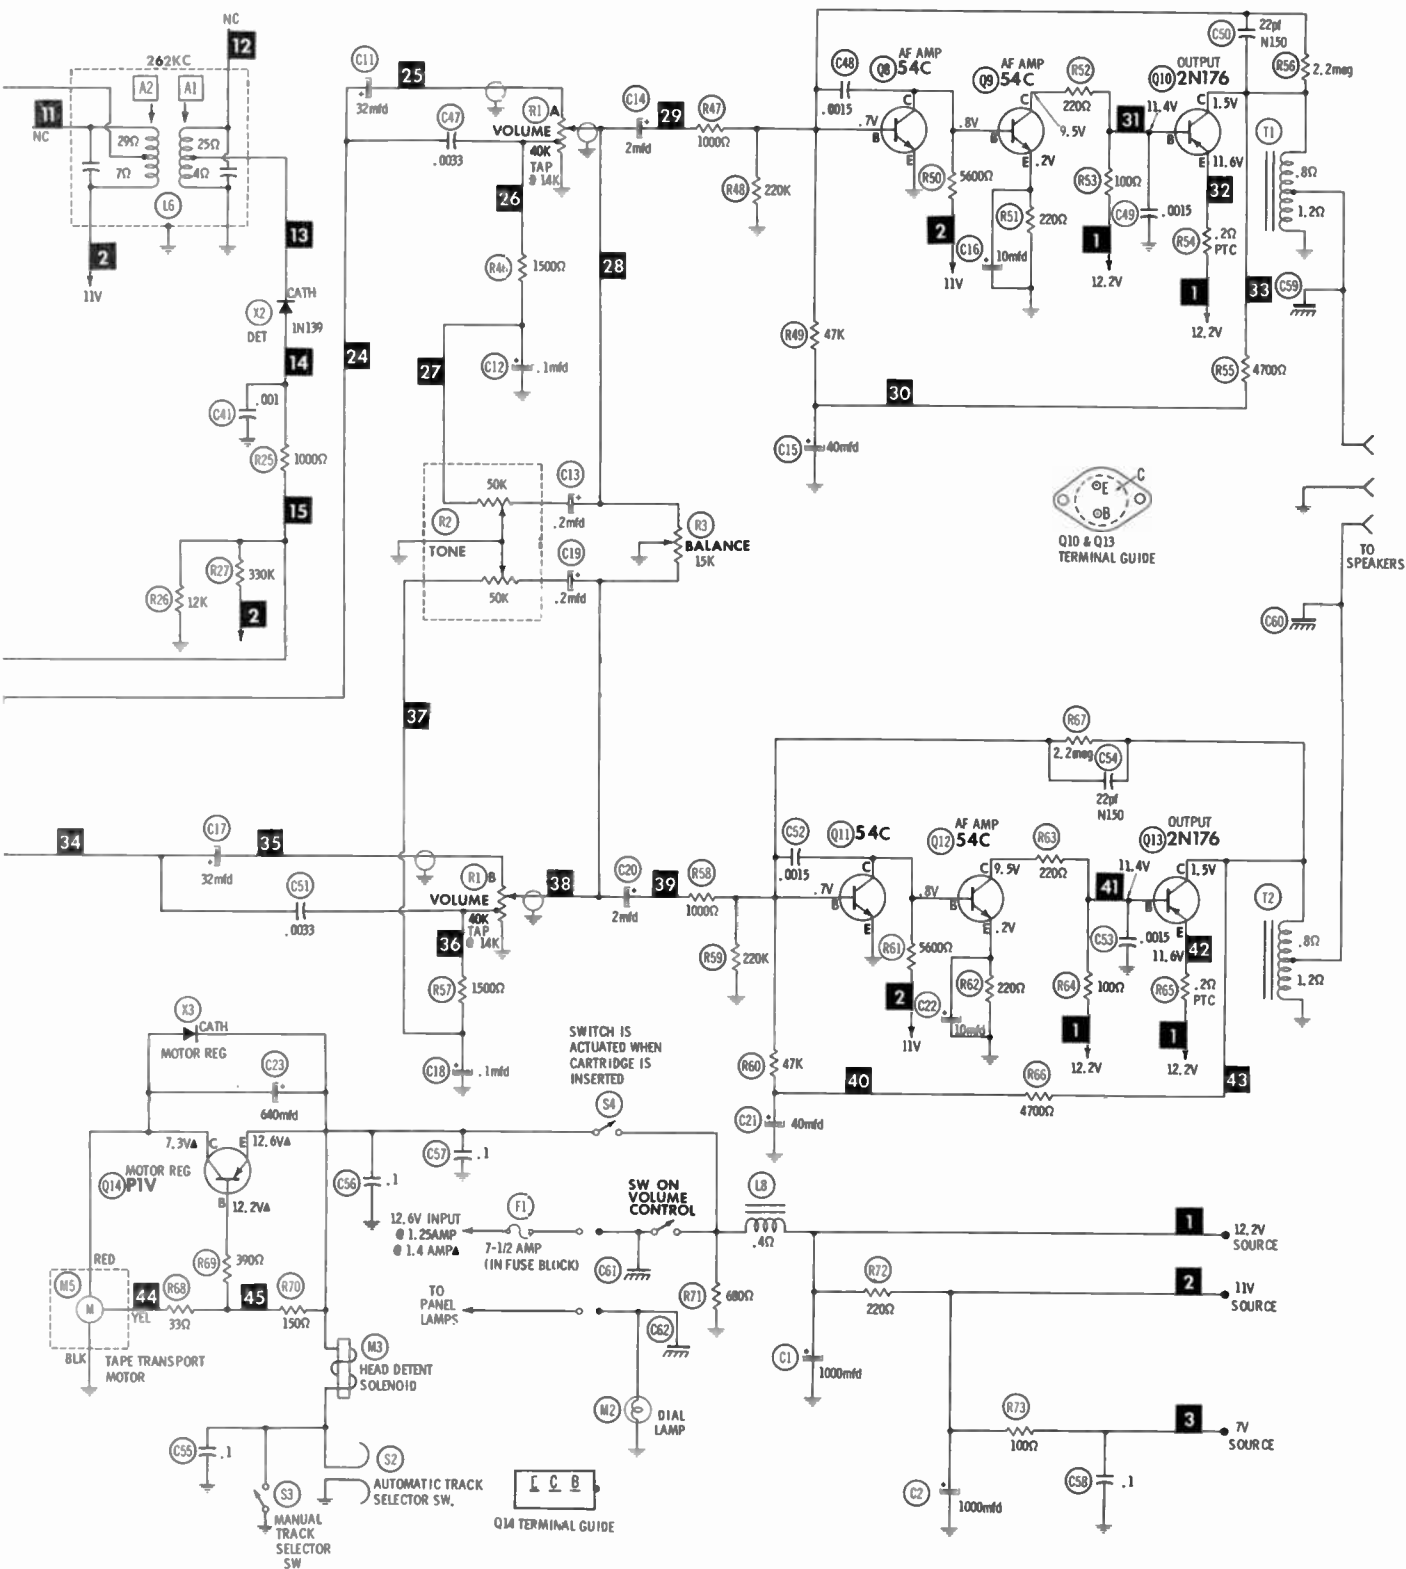 NC
12
262KC
A2
A1
11
NC
29Ω
25Ω
7Ω
4Ω
L6
2
11V
13
CATH
X2
1N139
DET
14
C41
.001
R25
1000Ω
15
R27
330K
R26
12K
2
24
C11
32mfd
25
C47
.0033
R1 A
VOLUME
40K
TAP
@ 14K
26
1500Ω
27
C12
.1mfd
C14
2mfd
29
R47
1000Ω
28
R48
220K
C48
.0015
Q8
AF AMP
54C
.7V
B
C
E
R50
5600Ω
2
11V
.8V
Q9
AF AMP
54C
B
C
E
9.5V
.2V
C16
10mfd
R51
220Ω
R52
220Ω
R53
100Ω
1
12.2V
31
11.4V
C49
.0015
Q10
OUTPUT
2N176
B
C
E
1.5V
11.6V
32
R54
.2Ω
PTC
1
12.2V
C50
22pf
N150
R56
2.2meg
T1
.8Ω
1.2Ω
33
C59
R55
4700Ω
R49
47K
30
C15
40mfd
R2
50K
TONE
50K
C13
.2mfd
C19
.2mfd
R3
BALANCE
15K
E
B
C
Q10 & Q13
TERMINAL GUIDE
TO
SPEAKERS
C60
37
34
C17
32mfd
35
C51
.0033
R1 B
VOLUME
40K
TAP
@ 14K
36
R57
1500Ω
C18
.1mfd
38
C20
2mfd
39
R58
1000Ω
R59
220K
C52
.0015
Q11
54C
.7V
B
C
E
R61
5600Ω
2
11V
.8V
Q12
AF AMP
54C
B
C
E
9.5V
.2V
C22
10mfd
R62
220Ω
R63
220Ω
R67
2.2meg
C54
22pf
N150
41
11.4V
R64
100Ω
1
12.2V
C53
.0015
Q13
OUTPUT
2N176
B
C
E
1.5V
11.6V
42
R65
.2Ω
PTC
1
12.2V
T2
.8Ω
1.2Ω
43
R60
47K
40
R66
4700Ω
C21
40mfd
X3
CATH
MOTOR REG
C23
640mfd
7.3V▲
C
E
12.6V▲
MOTOR REG
Q14
P1V
B
12.2V▲
R69
390Ω
RED
M5
M
44
YEL
R68
33Ω
45
R70
150Ω
BLK
TAPE TRANSPORT
MOTOR
M3
HEAD DETENT
SOLENOID
C55
.1
S3
MANUAL
TRACK
SELECTOR
SW
S2
AUTOMATIC TRACK
SELECTOR SW.
C56
.1
C57
.1
SWITCH IS
ACTUATED WHEN
CARTRIDGE IS
INSERTED
S4
12.6V INPUT
@ 1.25AMP
@ 1.4 AMP▲
F1
7-1/2 AMP
(IN FUSE BLOCK)
SW ON
VOLUME
CONTROL
C61
TO
PANEL
LAMPS
C62
M2
DIAL
LAMP
R71
680Ω
L8
.4Ω
1
12.2V
SOURCE
R72
220Ω
2
11V
SOURCE
C1
1000mfd
R73
100Ω
3
7V
SOURCE
C2
1000mfd
C58
.1
C B
Q14 TERMINAL GUIDE